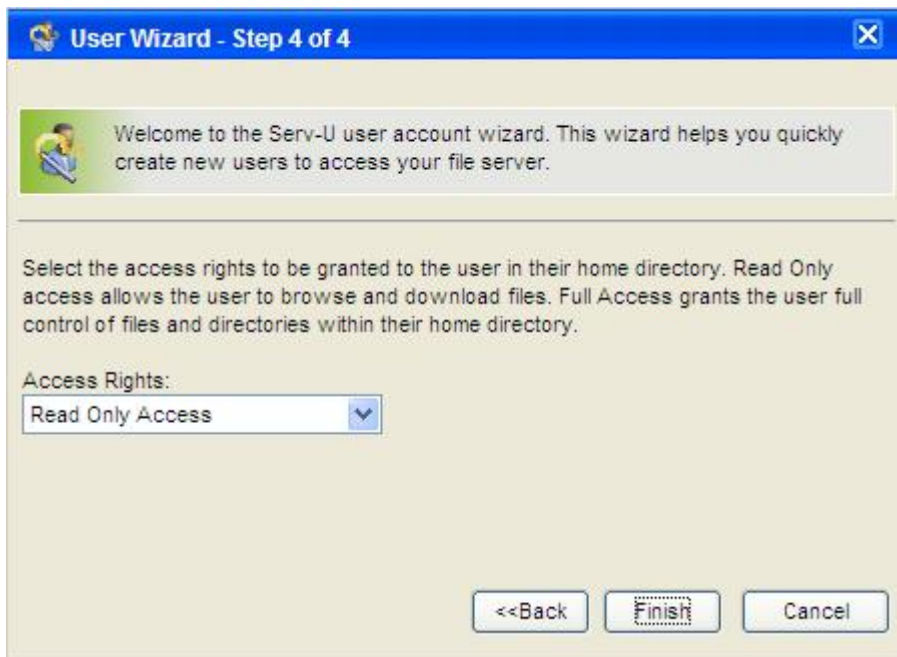 User Wizard - Step 4 of 4
Welcome to the Serv-U user account wizard. This wizard helps you quickly
create new users to access your file server.
Select the access rights to be granted to the user in their home directory. Read Only
access allows the user to browse and download files. Full Access grants the user full
control of files and directories within their home directory.
Access Rights:
Read Only Access
<<Back
Finish
Cancel